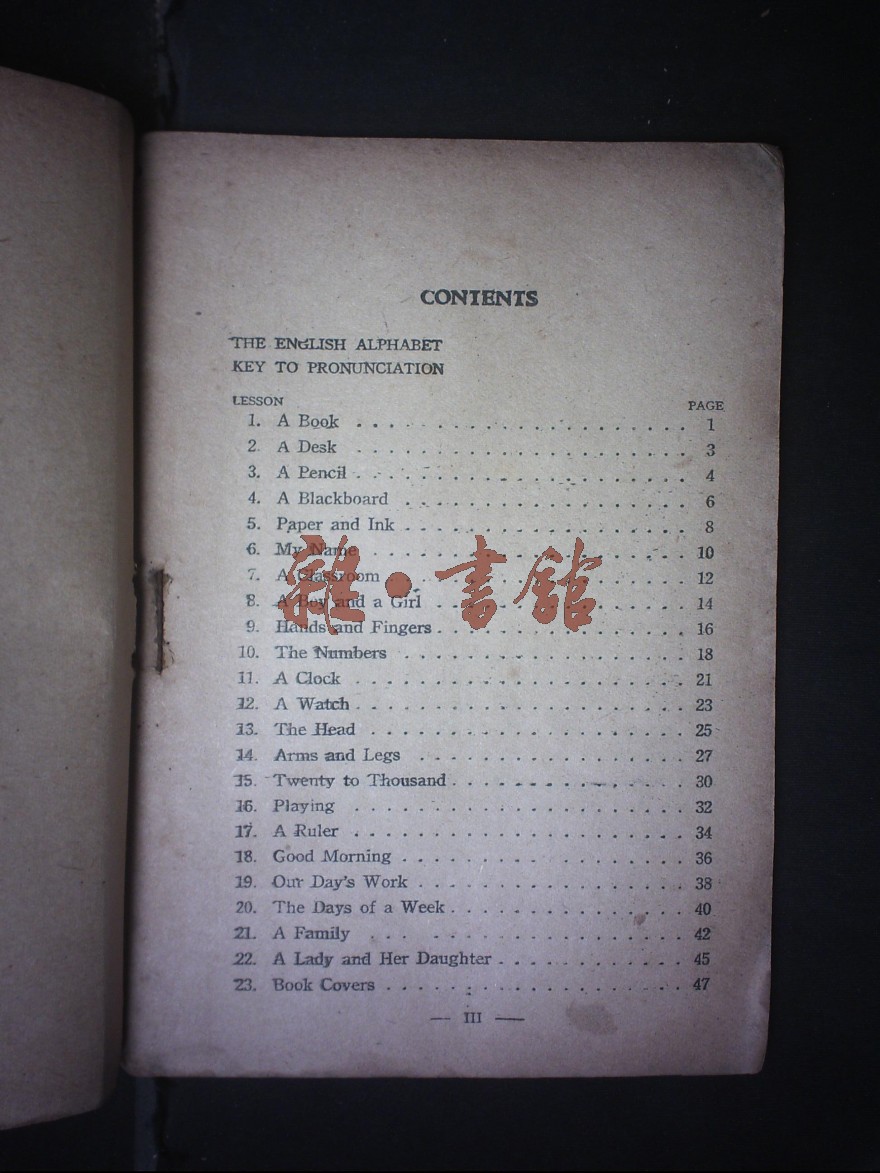 CONTENTS
THE ENGLISH ALPHABET
KEY TO PRONUNCIATION
LESSON PAGE
1. A Book . . . . . . . . . . . . . . . . . . . . 1
2. A Desk . . . . . . . . . . . . . . . . . . . . 3
3. A Pencil . . . . . . . . . . . . . . . . . . . . 4
4. A Blackboard . . . . . . . . . . . . . . . . . 6
5. Paper and Ink . . . . . . . . . . . . . . . . . 8
6. My Name . . . . . . . . . . . . . . . . . . . 10
7. A Classroom . . . . . . . . . . . . . . . . . 12
8. A Boy and a Girl . . . . . . . . . . . . . . . 14
9. Hands and Fingers . . . . . . . . . . . . . . . 16
10. The Numbers . . . . . . . . . . . . . . . . . 18
11. A Clock . . . . . . . . . . . . . . . . . . . . 21
12. A Watch . . . . . . . . . . . . . . . . . . . . 23
13. The Head . . . . . . . . . . . . . . . . . . . 25
14. Arms and Legs . . . . . . . . . . . . . . . . 27
15. Twenty to Thousand . . . . . . . . . . . . . . 30
16. Playing . . . . . . . . . . . . . . . . . . . . 32
17. A Ruler . . . . . . . . . . . . . . . . . . . . 34
18. Good Morning . . . . . . . . . . . . . . . . . 36
19. Our Day's Work . . . . . . . . . . . . . . . . 38
20. The Days of a Week . . . . . . . . . . . . . . 40
21. A Family . . . . . . . . . . . . . . . . . . . 42
22. A Lady and Her Daughter . . . . . . . . . . . 45
23. Book Covers . . . . . . . . . . . . . . . . . . 47
— III —
雜·書館